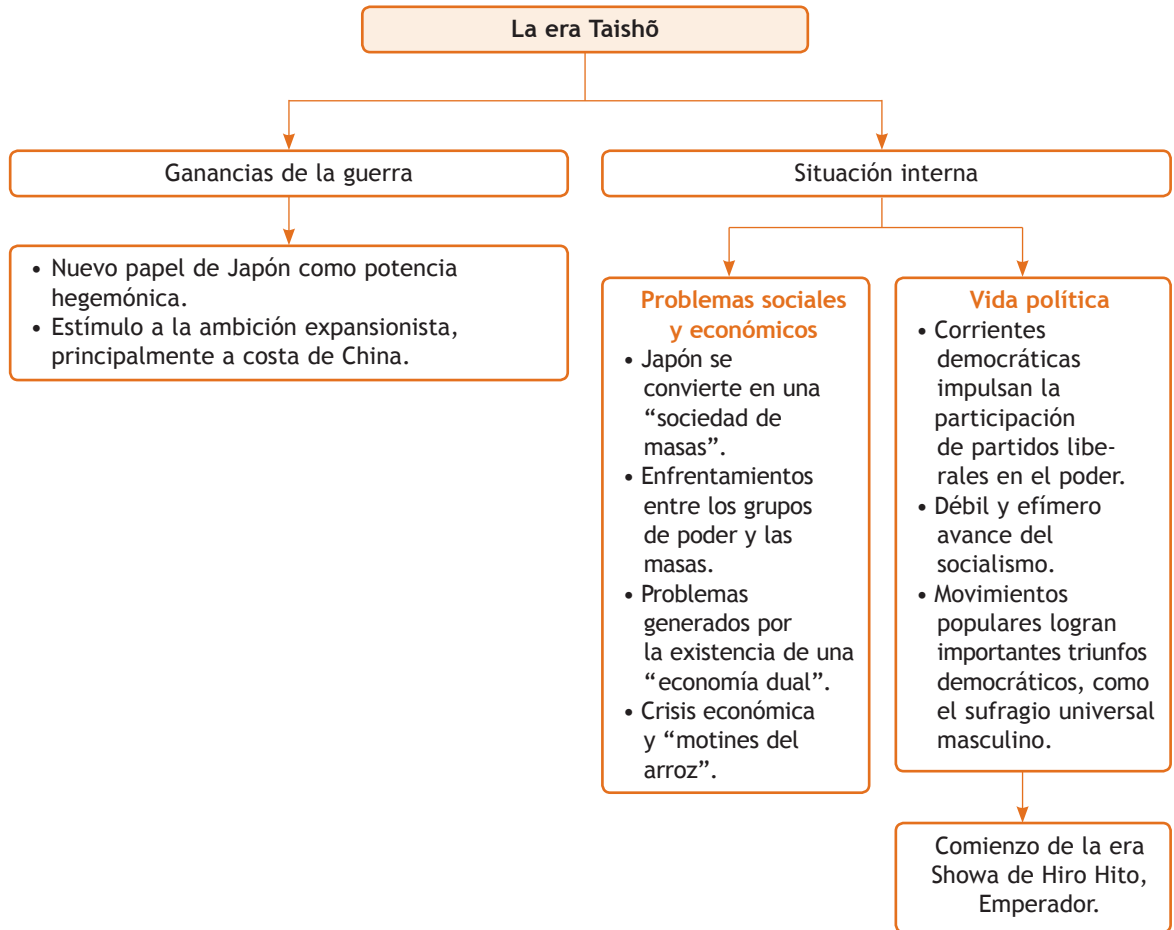 La era Taishõ
Ganancias de la guerra
• Nuevo papel de Japón como potencia
hegemónica.
• Estímulo a la ambición expansionista,
principalmente a costa de China.
Situación interna
Problemas sociales
y económicos
• Japón se
convierte en una
“sociedad de
masas”.
• Enfrentamientos
entre los grupos
de poder y las
masas.
• Problemas
generados por
la existencia de una
“economía dual”.
• Crisis económica
y “motines del
arroz”.
Vida política
• Corrientes
democráticas
impulsan la
participación
de partidos libe-
rales en el poder.
• Débil y efímero
avance del
socialismo.
• Movimientos
populares logran
importantes triunfos
democráticos, como
el sufragio universal
masculino.
Comienzo de la era
Showa de Hiro Hito,
Emperador.